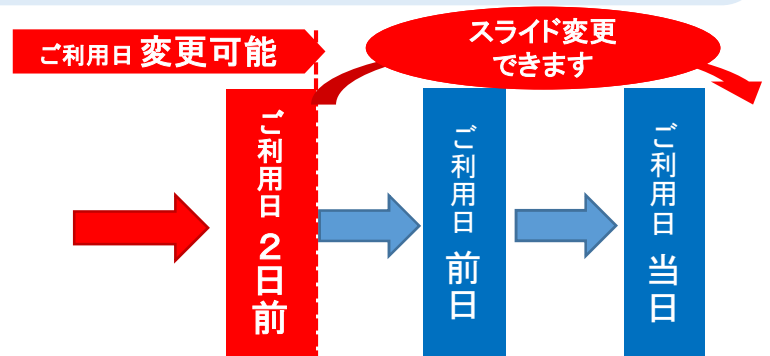 ご利用日 変更可能
スライド変更
できます
ご利用日 ２日前
ご利用日 前日
ご利用日 当日